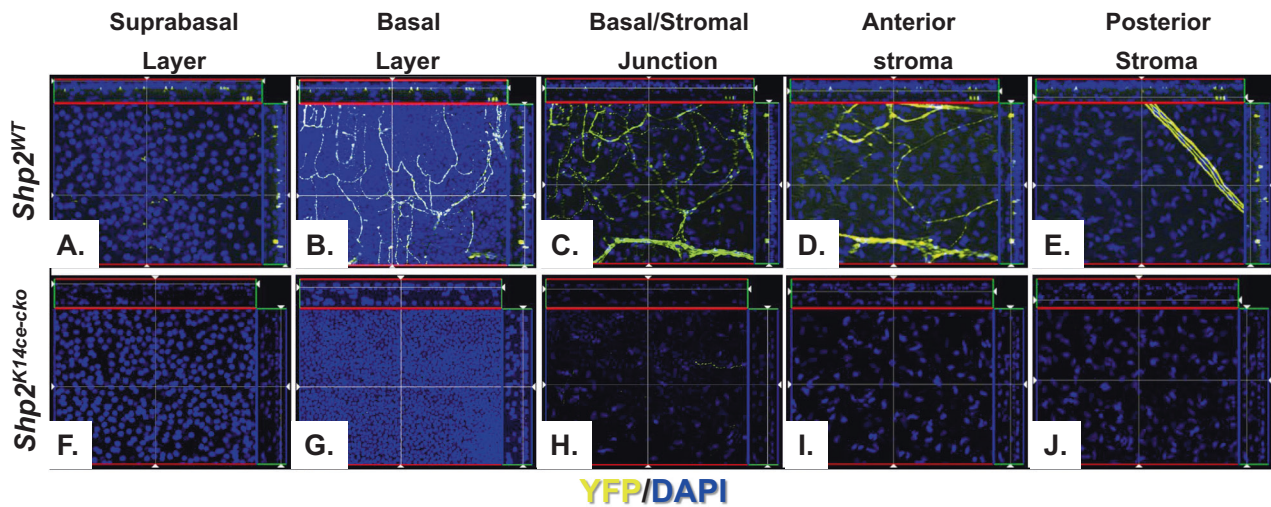 Suprabasal Layer
Basal Layer
Basal/Stromal Junction
Anterior stroma
Posterior Stroma
Shp2WT
A.
B.
C.
D.
E.
Shp2K14ce-cko
F.
G.
H.
I.
J.
YFP/DAPI